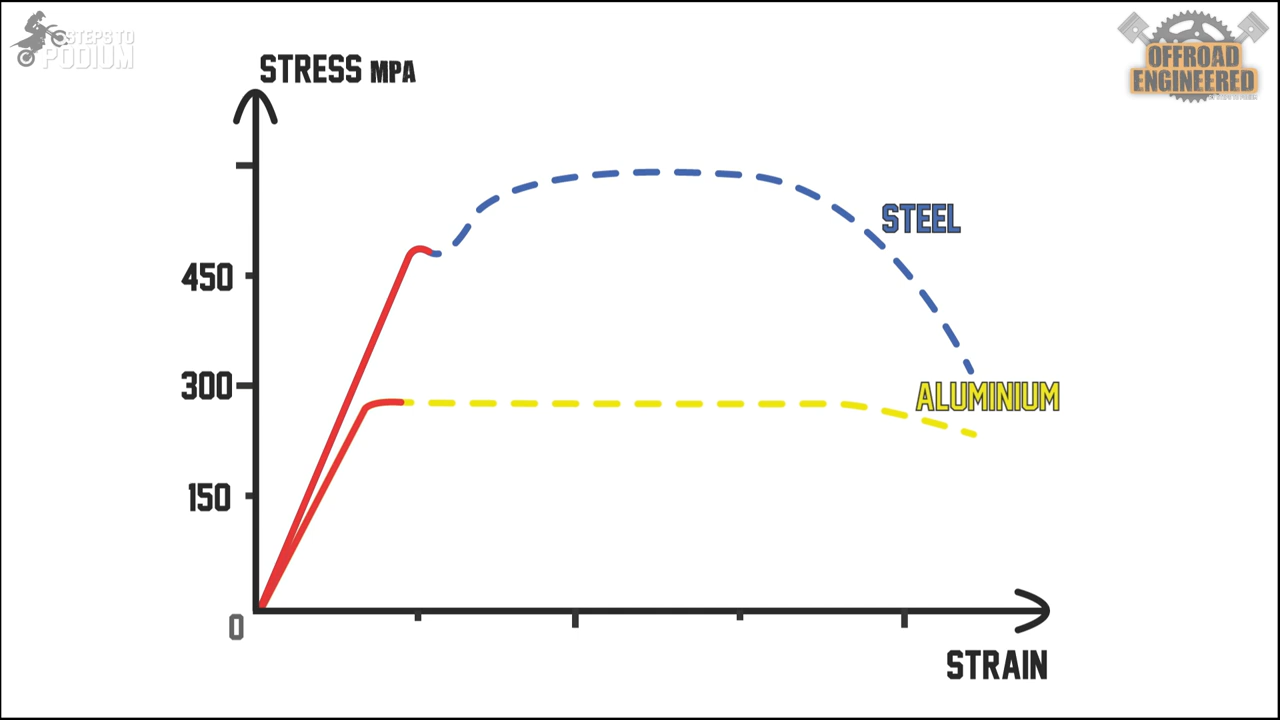 STEPS TO
PODIUM
OFFROAD
ENGINEERED
STRESS MPA
STEEL
450
300
ALUMINIUM
150
0
STRAIN